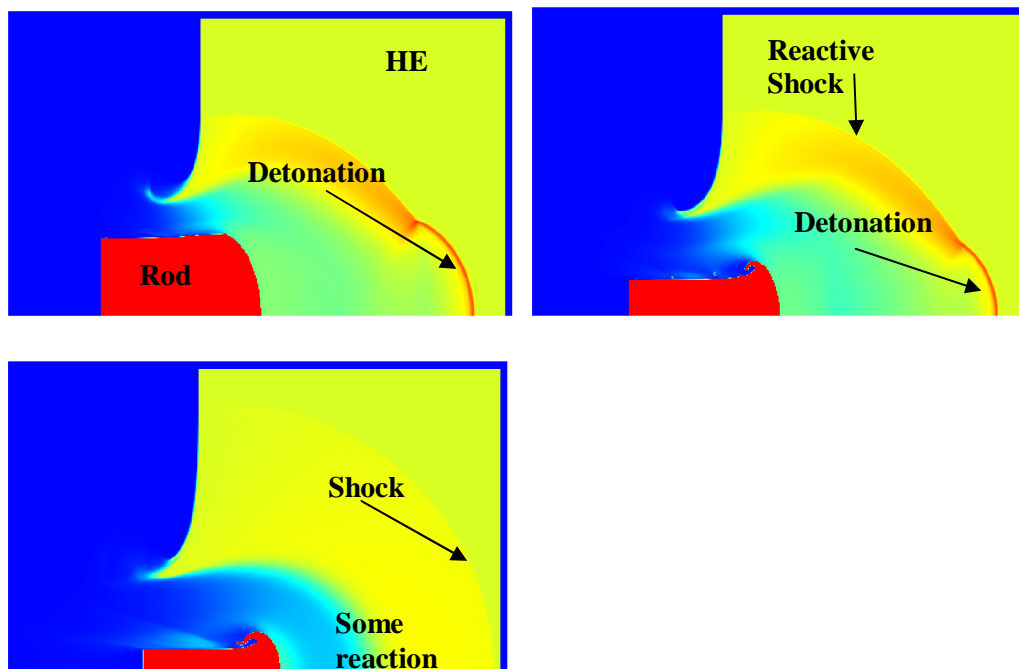 HE
Detonation
Rod
Reactive
Shock
Detonation
Shock
Some
reaction